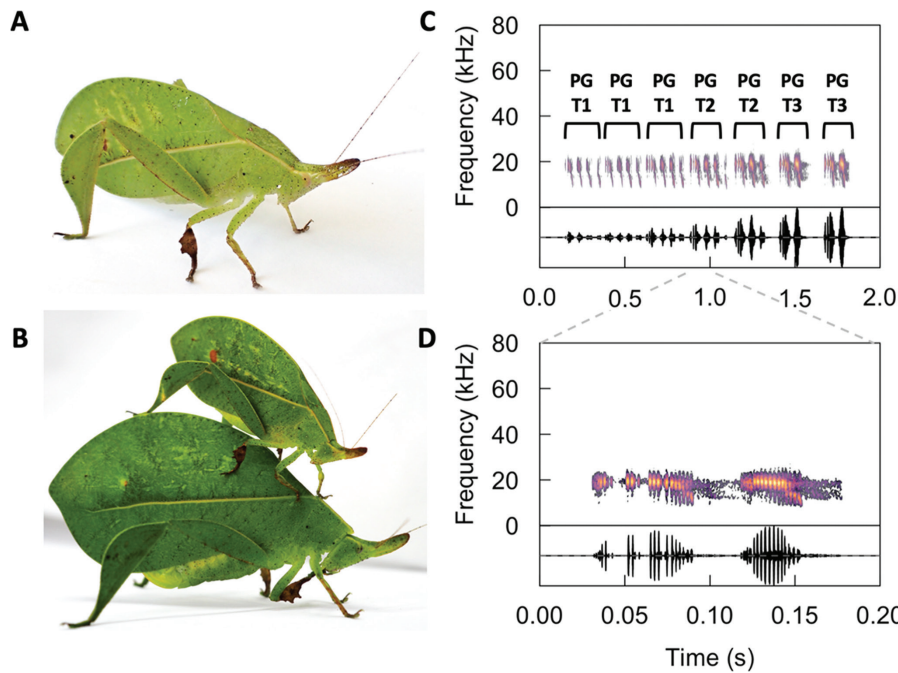 A
B
C
Frequency (kHz)
80
60
40
20
0
PG PG PG PG PG PG PG
T1 T1 T1 T2 T2 T3 T3
0.0 0.5 1.0 1.5 2.0
D
Frequency (kHz)
80
60
40
20
0
0.00 0.05 0.10 0.15 0.20
Time (s)